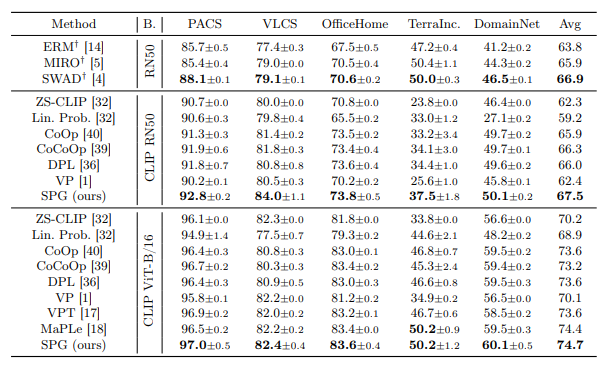 Method B. PACS VLCS OfficeHome TerraInc. DomainNet Avg
RN50
ERM† [14] 85.7±0.5 77.4±0.3 67.5±0.5 47.2±0.4 41.2±0.2 63.8
MIRO† [5] 85.4±0.4 79.0±0.0 70.5±0.4 50.4±1.1 44.3±0.2 65.9
SWAD† [4] 88.1±0.1 79.1±0.1 70.6±0.2 50.0±0.3 46.5±0.1 66.9
CLIP RN50
ZS-CLIP [32] 90.7±0.0 80.0±0.0 70.8±0.0 23.8±0.0 46.4±0.0 62.3
Lin. Prob. [32] 90.6±0.3 79.8±0.4 65.5±0.2 33.0±1.2 27.1±0.2 59.2
CoOp [40] 91.3±0.3 81.4±0.2 73.5±0.2 33.2±3.4 49.7±0.2 65.9
CoCoOp [39] 91.9±0.6 81.8±0.3 73.4±0.4 34.1±3.0 49.7±0.1 66.3
DPL [36] 91.8±0.7 80.8±0.8 73.6±0.4 34.4±1.0 49.6±0.2 66.0
VP [1] 90.2±0.1 80.5±0.3 70.2±0.2 25.6±1.0 45.8±0.1 62.4
SPG (ours) 92.8±0.2 84.0±1.1 73.8±0.5 37.5±1.8 50.1±0.2 67.5
CLIP ViT-B/16
ZS-CLIP [32] 96.1±0.0 82.3±0.0 81.8±0.0 33.8±0.0 56.6±0.0 70.2
Lin. Prob. [32] 94.9±1.4 77.5±0.7 79.3±0.2 44.6±2.1 48.2±0.2 68.9
CoOp [40] 96.4±0.3 80.8±0.3 83.0±0.1 46.8±0.7 59.5±0.2 73.6
CoCoOp [39] 96.7±0.2 80.3±0.3 83.4±0.2 45.3±2.4 59.4±0.2 73.2
DPL [36] 96.4±0.3 80.9±0.5 83.0±0.3 46.6±0.8 59.5±0.3 73.6
VP [1] 95.8±0.1 82.2±0.0 81.2±0.2 34.9±0.2 56.5±0.0 70.1
VPT [17] 96.9±0.2 82.0±0.2 83.2±0.1 46.7±0.6 58.5±0.2 73.6
MaPLe [18] 96.5±0.2 82.2±0.2 83.4±0.0 50.2±0.9 59.5±0.3 74.4
SPG (ours) 97.0±0.5 82.4±0.4 83.6±0.4 50.2±1.2 60.1±0.5 74.7